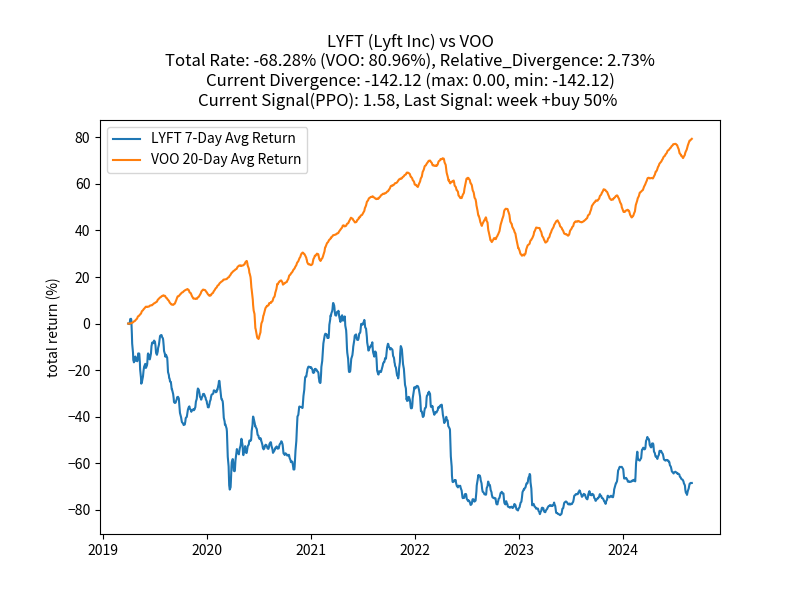 LYFT (Lyft Inc) vs VOO
Total Rate: -68.28% (VOO: 80.96%), Relative_Divergence: 2.73%
Current Divergence: -142.12 (max: 0.00, min: -142.12)
Current Signal(PPO): 1.58, Last Signal: week +buy 50%
LYFT 7-Day Avg Return
VOO 20-Day Avg Return
total return (%)
80
60
40
20
0
−20
−40
−60
−80
2019 2020 2021 2022 2023 2024